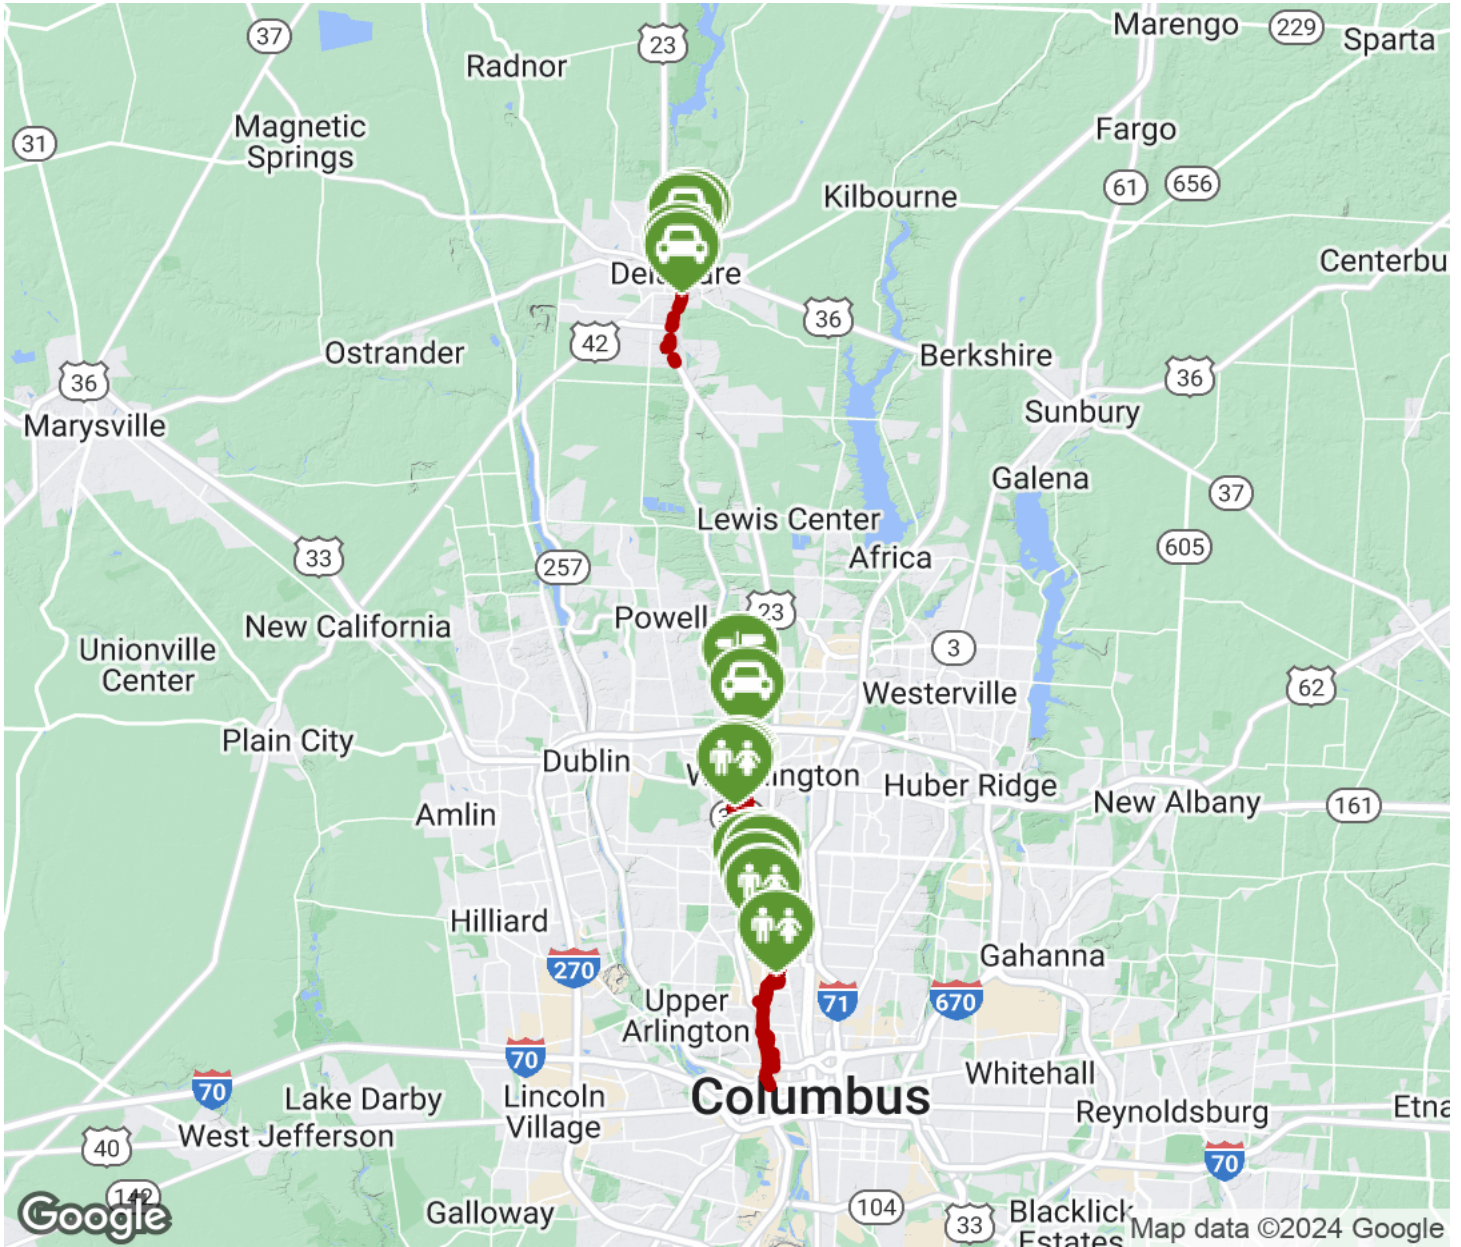 Marengo
229
Sparta
37
23
Radnor
Magnetic
Springs
31
Fargo
61
656
Kilbourne
Centerbu
Delaware
36
42
Ostrander
Berkshire
36
36
Marysville
Sunbury
Galena
37
Lewis Center
Africa
605
33
257
23
Powell
New California
3
Unionville
Center
62
Westerville
Plain City
Dublin
Huber Ridge
New Albany
161
Amlin
Hilliard
Gahanna
270
Upper
Arlington
71
670
70
Whitehall
70
Lake Darby
Lincoln
Village
Columbus
Reynoldsburg
Etna
40
West Jefferson
70
142
Galloway
104
33
Blacklick
Estates
Google
Map data ©2024 Google